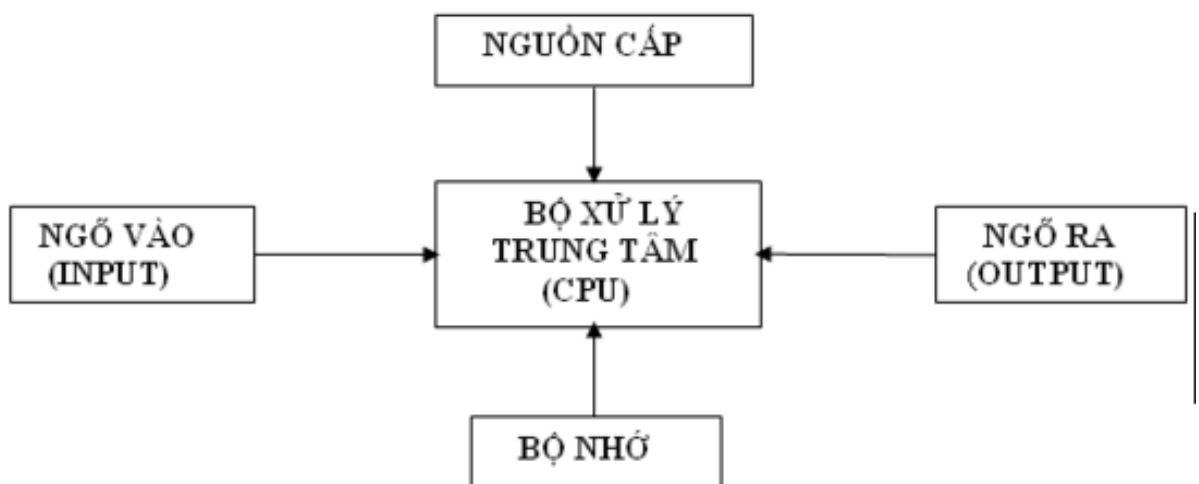 NGUỒN CẤP
NGÕ VÀO
(INPUT)
BỘ XỬ LÝ
TRUNG TÂM
(CPU)
NGÕ RA
(OUTPUT)
BỘ NHỚ